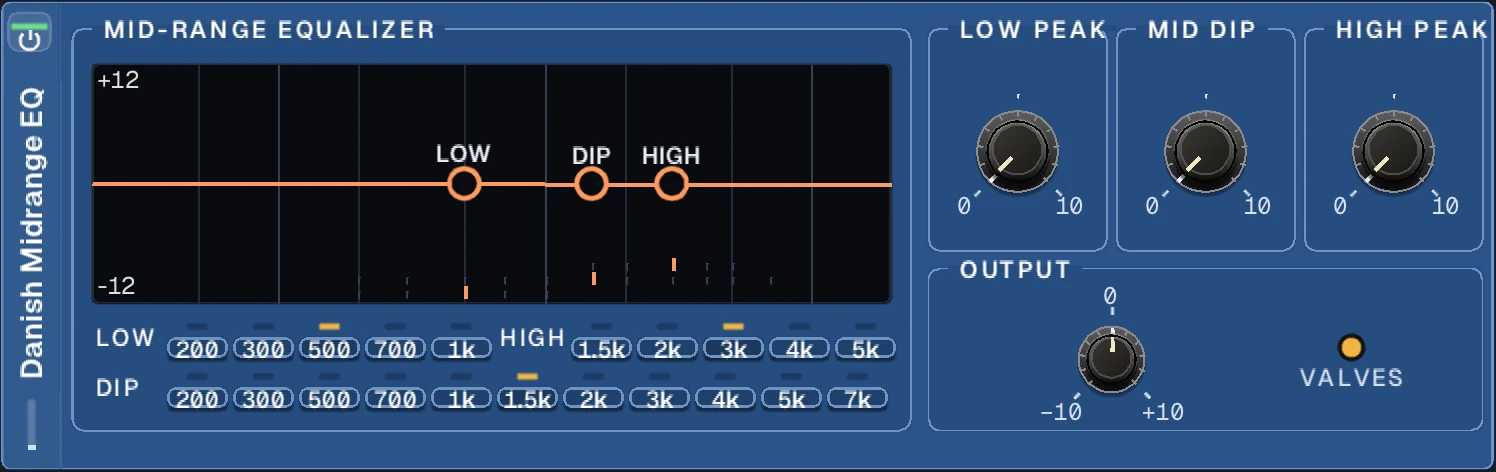 Danish Midrange EQ
MID-RANGE EQUALIZER
+12
LOW DIP HIGH
-12
LOW 200 300 500 700 1k HIGH 1.5k 2k 3k 4k 5k
DIP 200 300 500 700 1k 1.5k 2k 3k 4k 5k 7k
LOW PEAK MID DIP HIGH PEAK
0 10 0 10 0 10
OUTPUT
0
-10 +10
VALVES